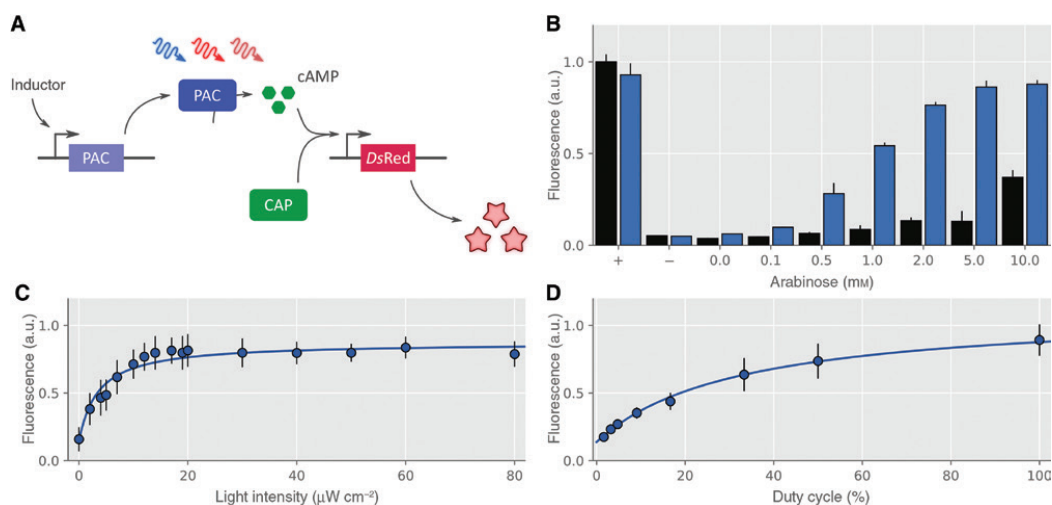 A
Inductor
PAC
PAC
cAMP
CAP
DsRed
B
Fluorescence (a.u.)
1.0
0.5
0.0
+ − 0.0 0.1 0.5 1.0 2.0 5.0 10.0
Arabinose (mM)
C
Fluorescence (a.u.)
1.0
0.5
0.0
0 20 40 60 80
Light intensity (μW cm⁻²)
D
Fluorescence (a.u.)
1.0
0.5
0.0
0 20 40 60 80 100
Duty cycle (%)